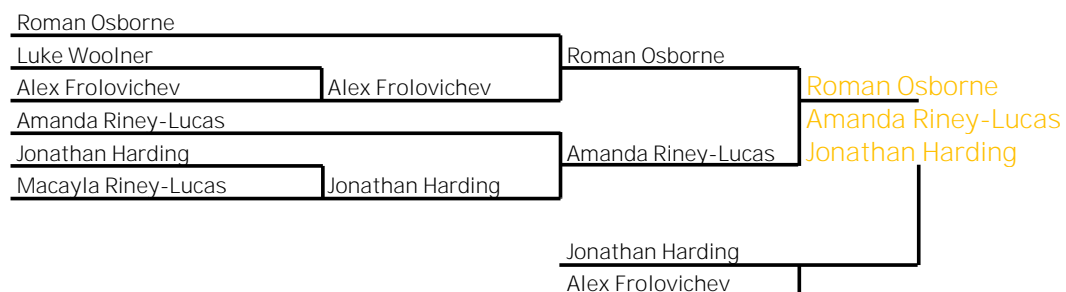 Roman Osborne
Luke Woolner
Roman Osborne
Alex Frolovichev
Alex Frolovichev
Roman Osborne
Amanda Riney-Lucas
Amanda Riney-Lucas
Jonathan Harding
Amanda Riney-Lucas
Jonathan Harding
Macayla Riney-Lucas
Jonathan Harding
Jonathan Harding
Alex Frolovichev